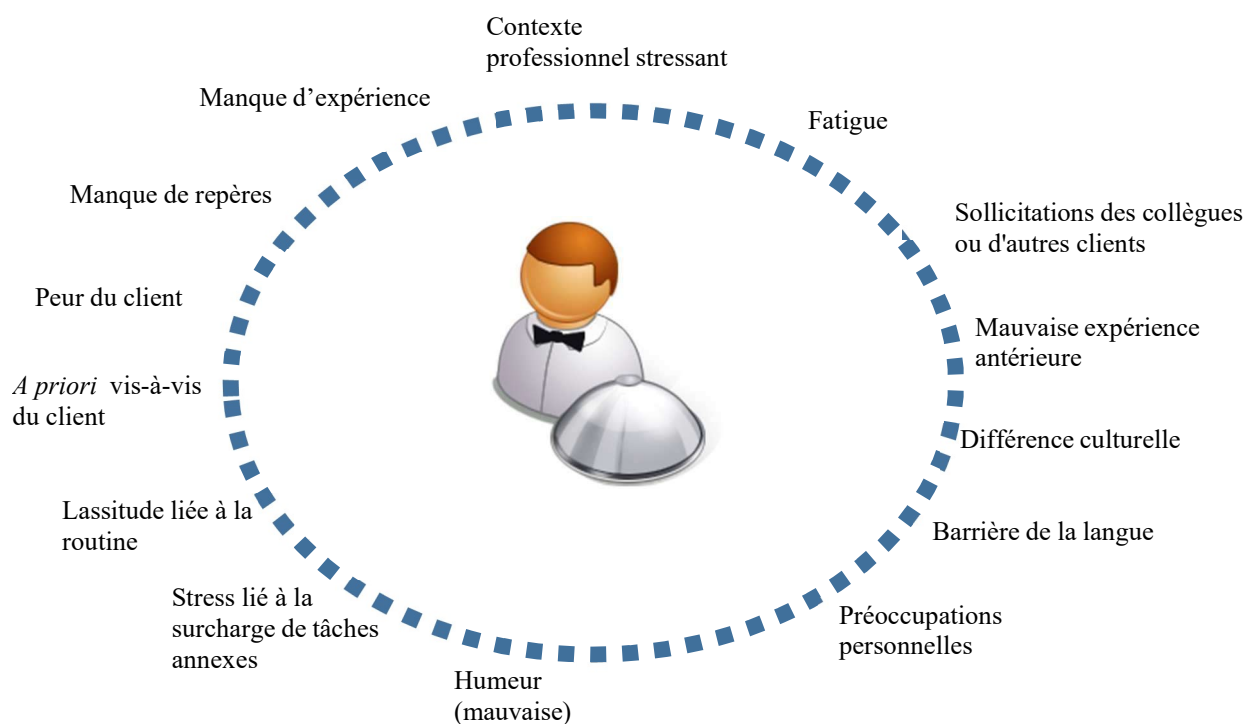 Contexte
professionnel stressant
Manque d’expérience
Fatigue
Manque de repères
Sollicitations des collègues
ou d'autres clients
Peur du client
Mauvaise expérience
antérieure
A priori vis-à-vis
du client
Différence culturelle
Lassitude liée à la
routine
Barrière de la langue
Stress lié à la
surcharge de tâches
annexes
Préoccupations
personnelles
Humeur
(mauvaise)